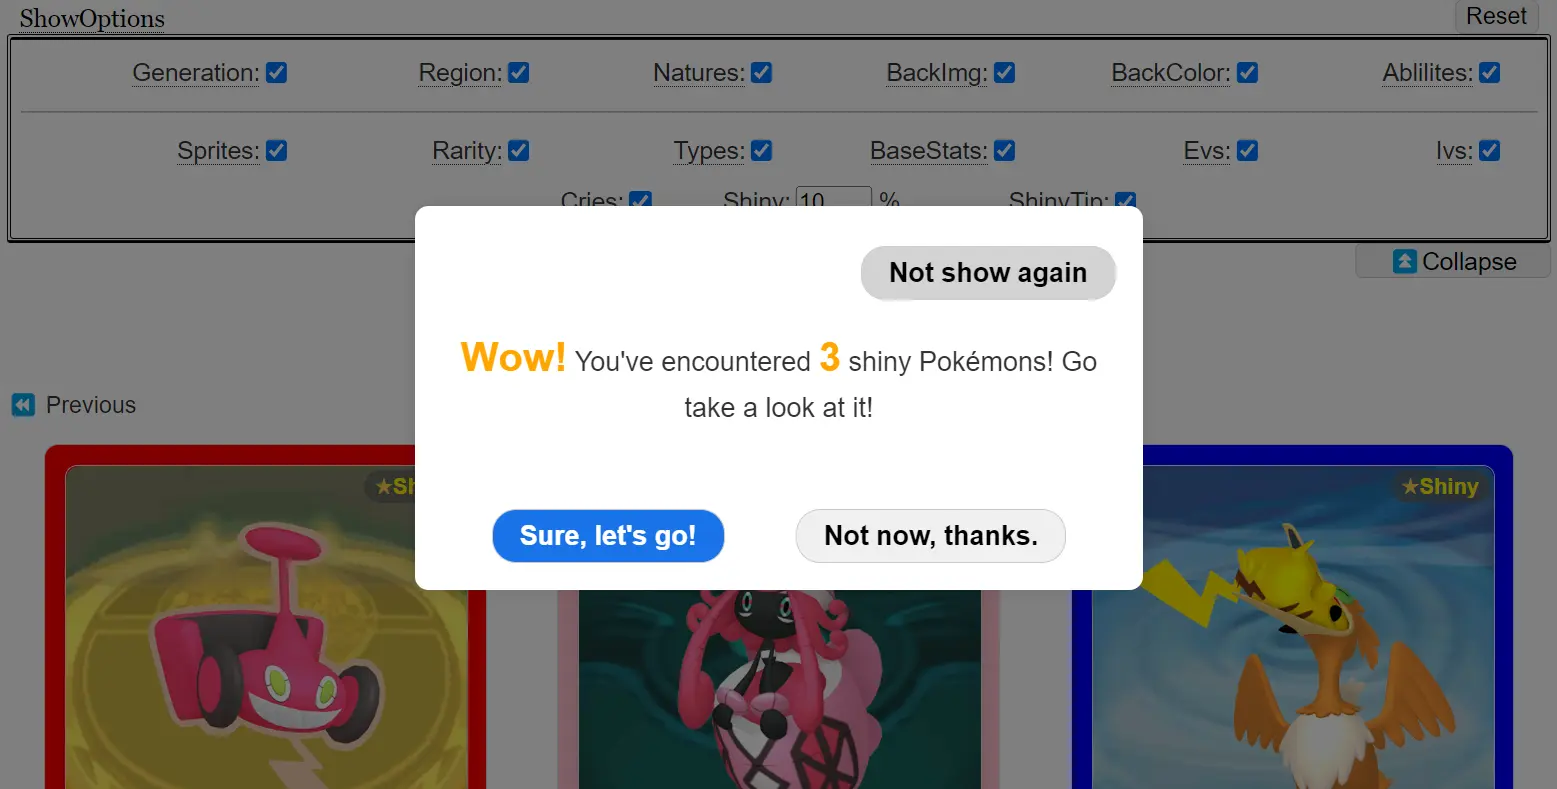 ShowOptions Reset
Generation: Region: Natures: BackImg: BackColor: Ablilites:
Sprites: Rarity: Types: BaseStats: Evs: Ivs:
Cries: Shiny: 10 % ShinyTip:
Collapse
Not show again
Wow! You've encountered 3 shiny Pokémons! Go
take a look at it!
Previous
★Sh ★Shiny
Sure, let's go! Not now, thanks.